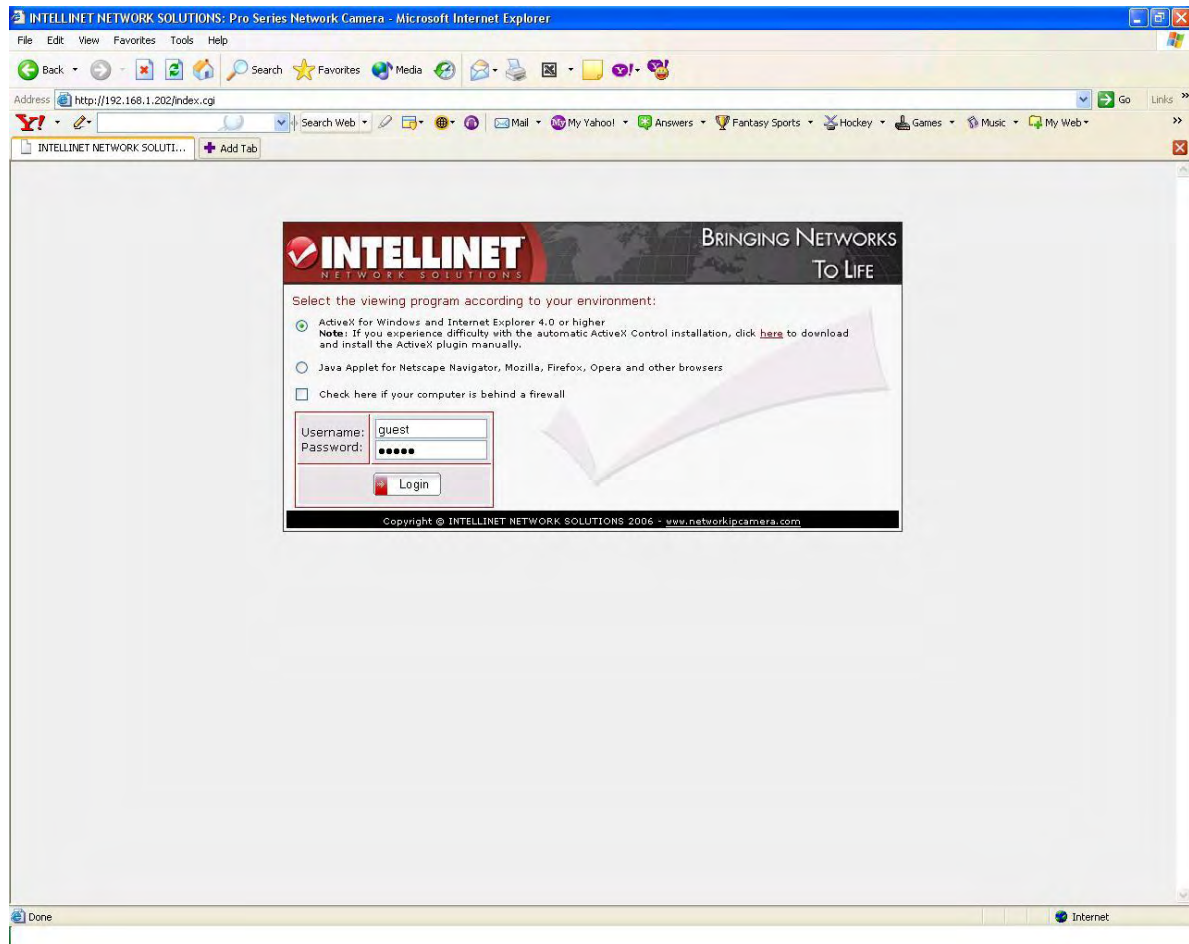 INTELLINET NETWORK SOLUTIONS: Pro Series Network Camera - Microsoft Internet Explorer
File Edit View Favorites Tools Help
Back Search Favorites Media
Address http://192.168.1.202/index.cgi Go Links »
Y! Search Web Mail My Yahoo! Answers Fantasy Sports Hockey Games Music My Web »
INTELLINET NETWORK SOLUTI... Add Tab
INTELLINET
NETWORK SOLUTIONS
BRINGING NETWORKS
TO LIFE
Select the viewing program according to your environment:
ActiveX for Windows and Internet Explorer 4.0 or higher
Note: If you experience difficulty with the automatic ActiveX Control installation, click here to download
and install the ActiveX plugin manually.
Java Applet for Netscape Navigator, Mozilla, Firefox, Opera and other browsers
Check here if your computer is behind a firewall
Username: guest
Password: •••••
Login
Copyright © INTELLINET NETWORK SOLUTIONS 2006 - www.networkipcamera.com
Done Internet